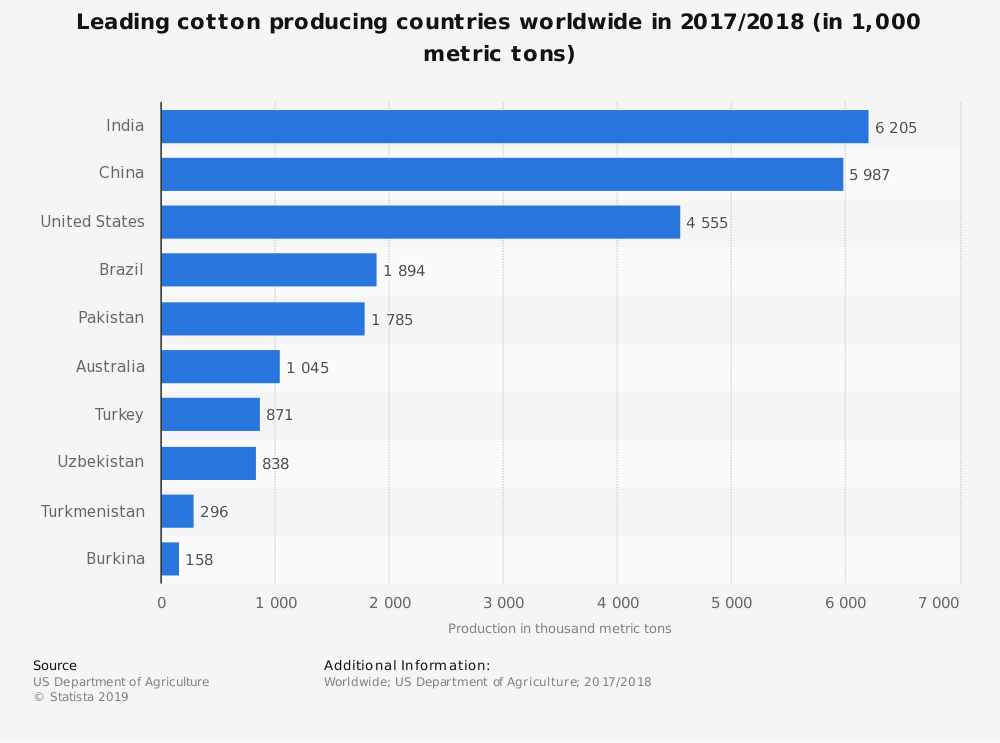 Leading cotton producing countries worldwide in 2017/2018 (in 1,000
metric tons)
India 6 205
China 5 987
United States 4 555
Brazil 1 894
Pakistan 1 785
Australia 1 045
Turkey 871
Uzbekistan 838
Turkmenistan 296
Burkina 158
0 1 000 2 000 3 000 4 000 5 000 6 000 7 000
Production in thousand metric tons
Source
US Department of Agriculture
© Statista 2019
Additional Information:
Worldwide; US Department of Agriculture; 2017/2018